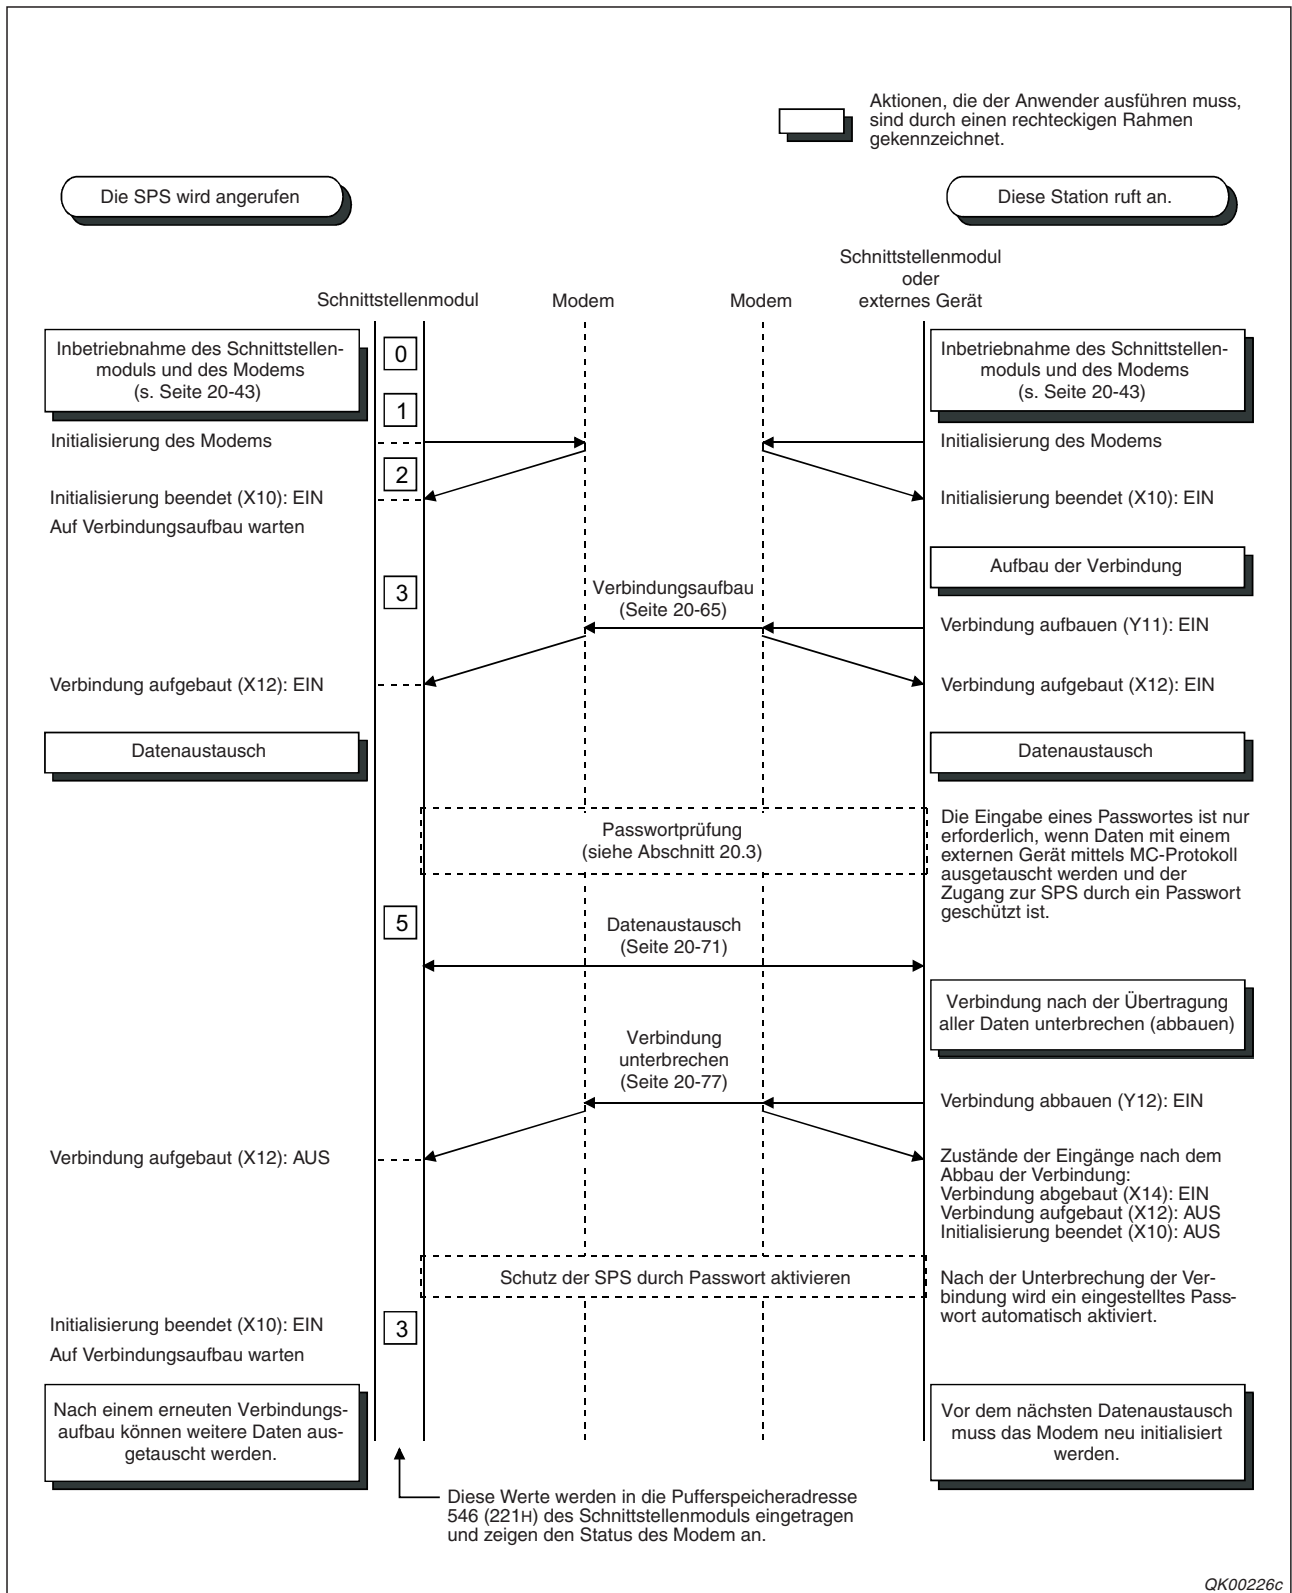 Aktionen, die der Anwender ausführen muss,
sind durch einen rechteckigen Rahmen
gekennzeichnet.
Die SPS wird angerufen
Diese Station ruft an.
Schnittstellenmodul
Modem
Modem
Schnittstellenmodul
oder
externes Gerät
Inbetriebnahme des Schnittstellen-
moduls und des Modems
(s. Seite 20-43)
0
Inbetriebnahme des Schnittstellen-
moduls und des Modems
(s. Seite 20-43)
1
Initialisierung des Modems
Initialisierung des Modems
2
Initialisierung beendet (X10): EIN
Initialisierung beendet (X10): EIN
Auf Verbindungsaufbau warten
Aufbau der Verbindung
3
Verbindungsaufbau
(Seite 20-65)
Verbindung aufbauen (Y11): EIN
Verbindung aufgebaut (X12): EIN
Verbindung aufgebaut (X12): EIN
Datenaustausch
Datenaustausch
Passwortprüfung
(siehe Abschnitt 20.3)
Die Eingabe eines Passwortes ist nur
erforderlich, wenn Daten mit einem
externen Gerät mittels MC-Protokoll
ausgetauscht werden und der
Zugang zur SPS durch ein Passwort
geschützt ist.
5
Datenaustausch
(Seite 20-71)
Verbindung nach der Übertragung
aller Daten unterbrechen (abbauen)
Verbindung
unterbrechen
(Seite 20-77)
Verbindung abbauen (Y12): EIN
Verbindung aufgebaut (X12): AUS
Zustände der Eingänge nach dem
Abbau der Verbindung:
Verbindung abgebaut (X14): EIN
Verbindung aufgebaut (X12): AUS
Initialisierung beendet (X10): AUS
Schutz der SPS durch Passwort aktivieren
Nach der Unterbrechung der Ver-
bindung wird ein eingestelltes Pass-
wort automatisch aktiviert.
Initialisierung beendet (X10): EIN
3
Auf Verbindungsaufbau warten
Nach einem erneuten Verbindungs-
aufbau können weitere Daten aus-
getauscht werden.
Vor dem nächsten Datenaustausch
muss das Modem neu initialisiert
werden.
Diese Werte werden in die Pufferspeicheradresse
546 (221H) des Schnittstellenmoduls eingetragen
und zeigen den Status des Modem an.
QK00226c